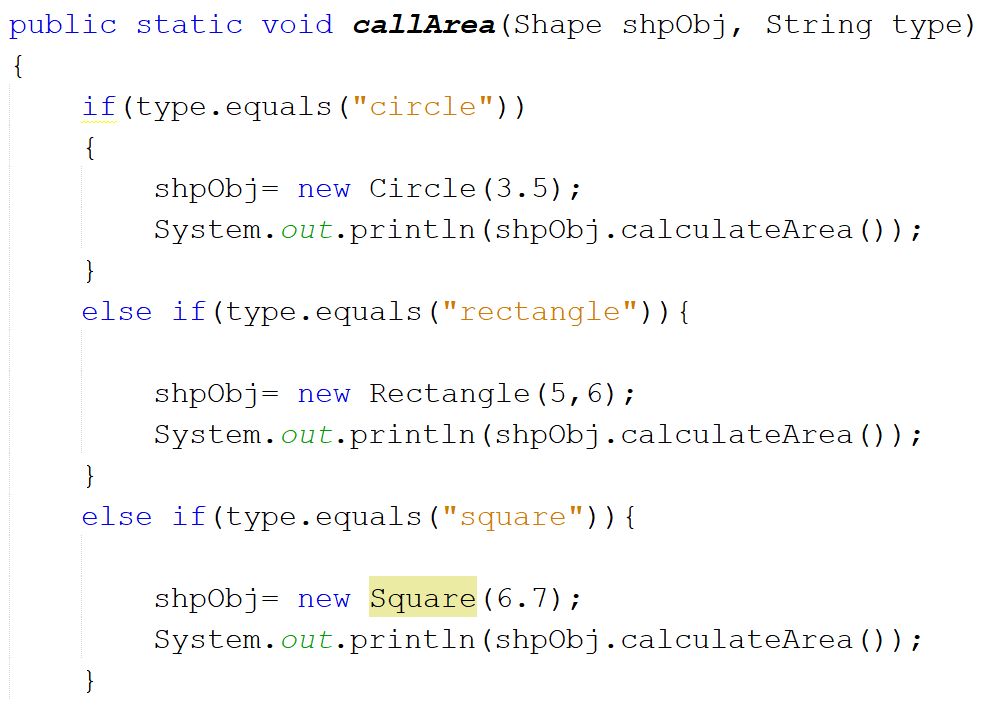 public static void callArea(Shape shpObj, String type)
{
if(type.equals("circle"))
{
shpObj= new Circle(3.5);
System.out.println(shpObj.calculateArea());
}
else if(type.equals("rectangle")){
shpObj= new Rectangle(5,6);
System.out.println(shpObj.calculateArea());
}
else if(type.equals("square")){
shpObj= new Square(6.7);
System.out.println(shpObj.calculateArea());
}